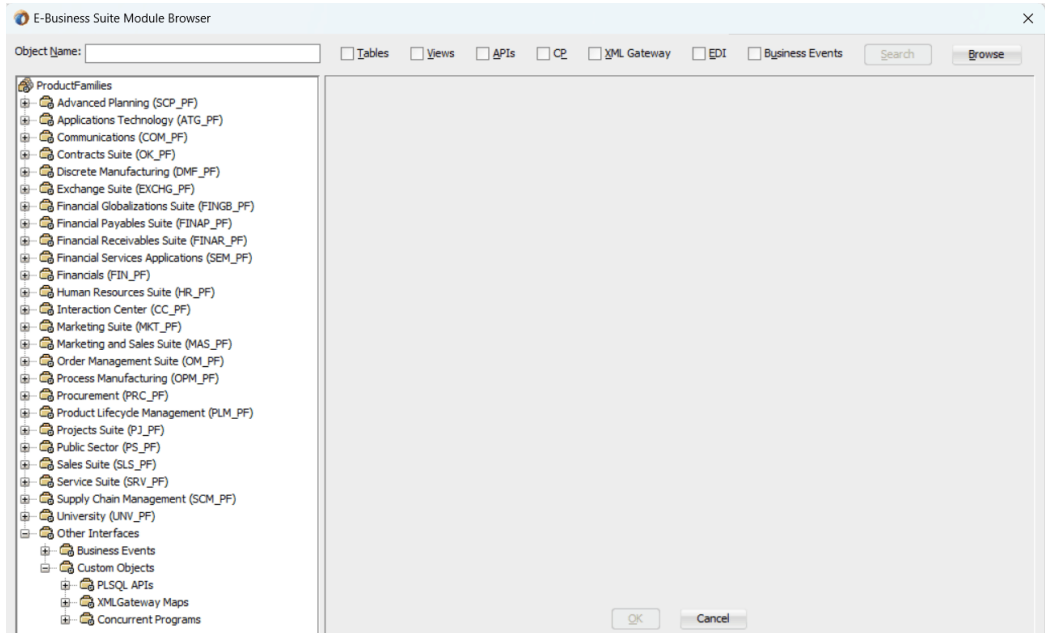 E-Business Suite Module Browser
Object Name: Tables Views APIs CP XML Gateway EDI Business Events Search Browse
ProductFamilies
Advanced Planning (SCP_PF)
Applications Technology (ATG_PF)
Communications (COM_PF)
Contracts Suite (OK_PF)
Discrete Manufacturing (DMF_PF)
Exchange Suite (EXCHG_PF)
Financial Globalizations Suite (FINGB_PF)
Financial Payables Suite (FINAP_PF)
Financial Receivables Suite (FINAR_PF)
Financial Services Applications (SEM_PF)
Financials (FIN_PF)
Human Resources Suite (HR_PF)
Interaction Center (CC_PF)
Marketing Suite (MKT_PF)
Marketing and Sales Suite (MAS_PF)
Order Management Suite (OM_PF)
Process Manufacturing (OPM_PF)
Procurement (PRC_PF)
Product Lifecycle Management (PLM_PF)
Projects Suite (PJ_PF)
Public Sector (PS_PF)
Sales Suite (SLS_PF)
Service Suite (SRV_PF)
Supply Chain Management (SCM_PF)
University (UNV_PF)
Other Interfaces
Business Events
Custom Objects
PLSQL APIs
XMLGateway Maps
Concurrent Programs
OK Cancel